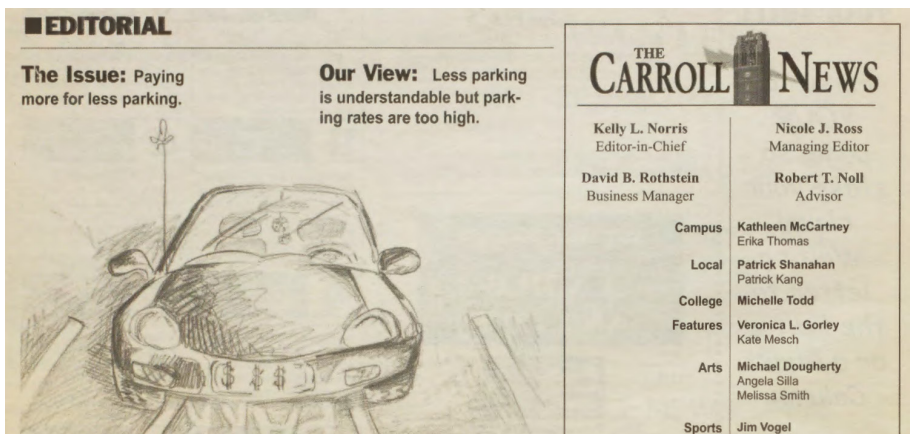 EDITORIAL
The Issue: Paying
more for less parking.
Our View: Less parking
is understandable but park-
ing rates are too high.
$ $ $
THE
CARROLL NEWS
Kelly L. Norris
Editor-in-Chief
Nicole J. Ross
Managing Editor
David B. Rothstein
Business Manager
Robert T. Noll
Advisor
Campus Kathleen McCartney
Erika Thomas
Local Patrick Shanahan
Patrick Kang
College Michelle Todd
Features Veronica L. Gorley
Kate Mesch
Arts Michael Dougherty
Angela Silla
Melissa Smith
Sports Jim Vogel